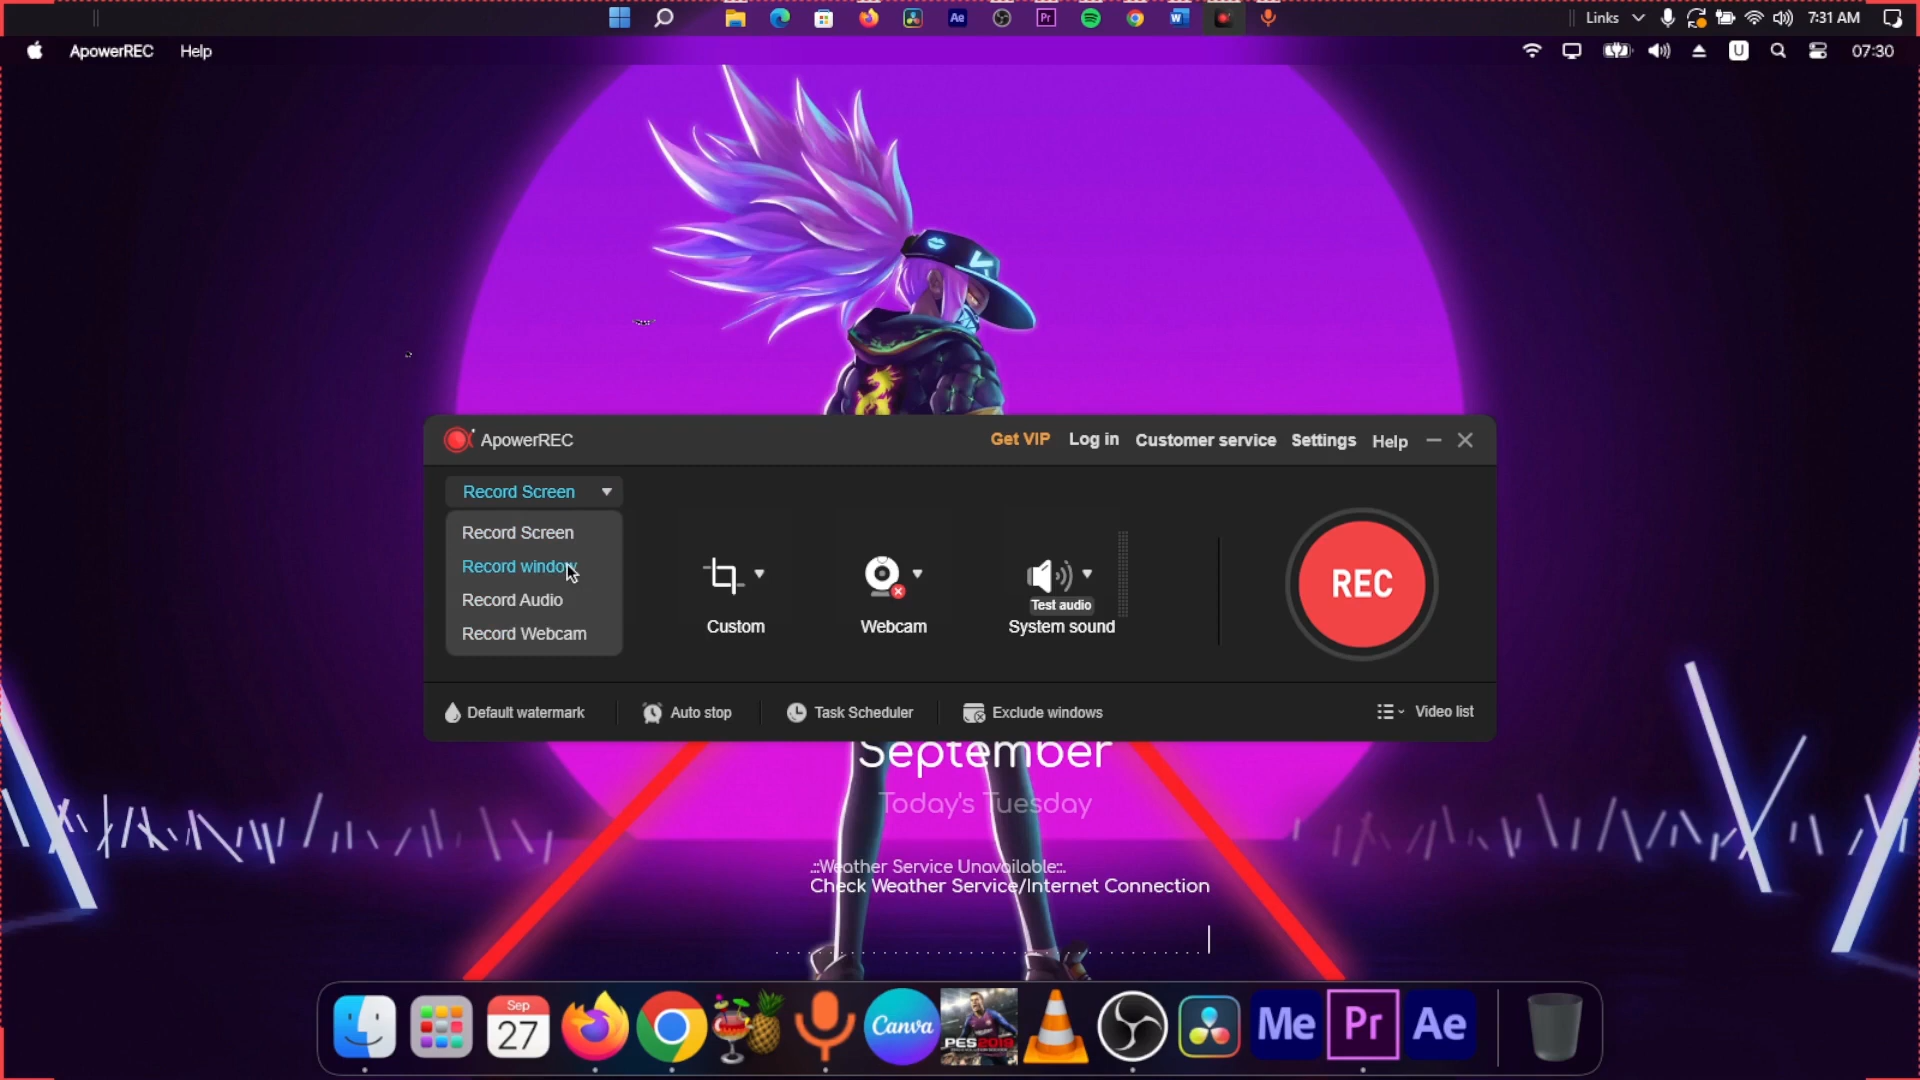 Ae Pr W Links 7:31 AM
ApowerREC Help U 07:30
ApowerREC Get VIP Log in Customer service Settings Help
Record Screen
Record Screen
Record window
Record Audio
Record Webcam
Custom
Webcam
Test audio
System sound
REC
Default watermark Auto stop Task Scheduler Exclude windows Video list
September
Today's Tuesday
.::Weather Service Unavailable::.
Check Weather Service/Internet Connection
Sep
27
Canva
PES 2019
Me Pr Ae